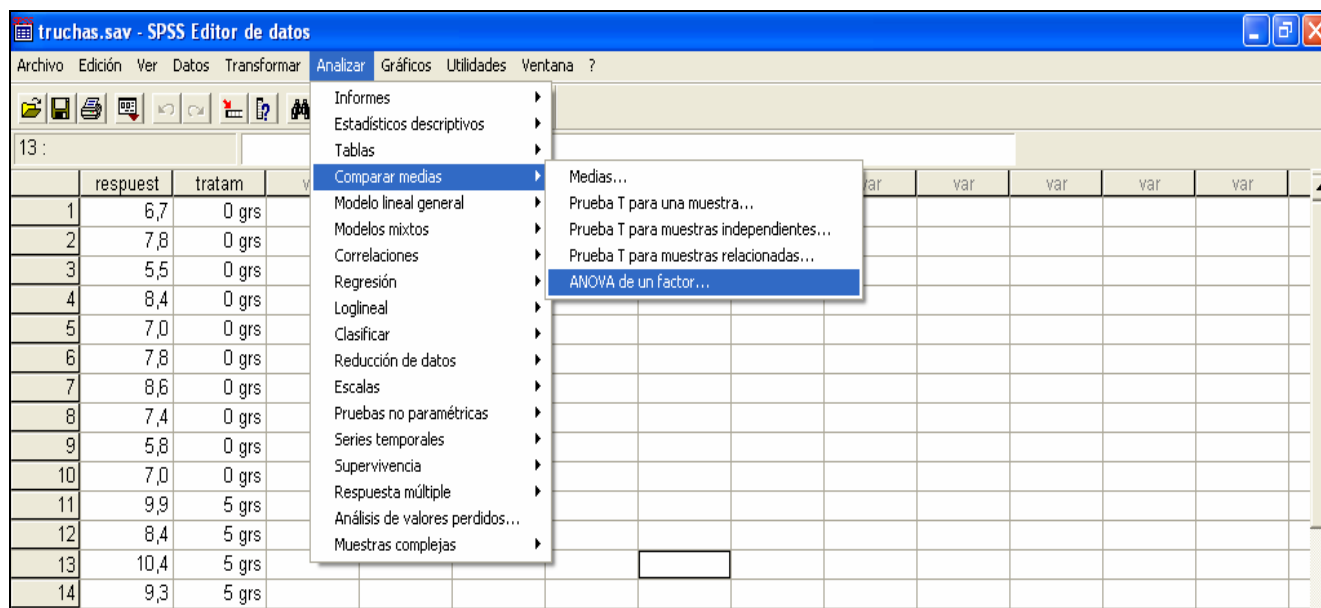 truchas.sav - SPSS Editor de datos
Archivo Edición Ver Datos Transformar Analizar Gráficos Utilidades Ventana ?
13 :
Informes
Estadísticos descriptivos
Tablas
Comparar medias
Modelo lineal general
Modelos mixtos
Correlaciones
Regresión
Loglineal
Clasificar
Reducción de datos
Escalas
Pruebas no paramétricas
Series temporales
Supervivencia
Respuesta múltiple
Análisis de valores perdidos...
Muestras complejas
Medias...
Prueba T para una muestra...
Prueba T para muestras independientes...
Prueba T para muestras relacionadas...
ANOVA de un factor...
respuest tratam var var var var var
1 6,7 0 grs
2 7,8 0 grs
3 5,5 0 grs
4 8,4 0 grs
5 7,0 0 grs
6 7,8 0 grs
7 8,6 0 grs
8 7,4 0 grs
9 5,8 0 grs
10 7,0 0 grs
11 9,9 5 grs
12 8,4 5 grs
13 10,4 5 grs
14 9,3 5 grs